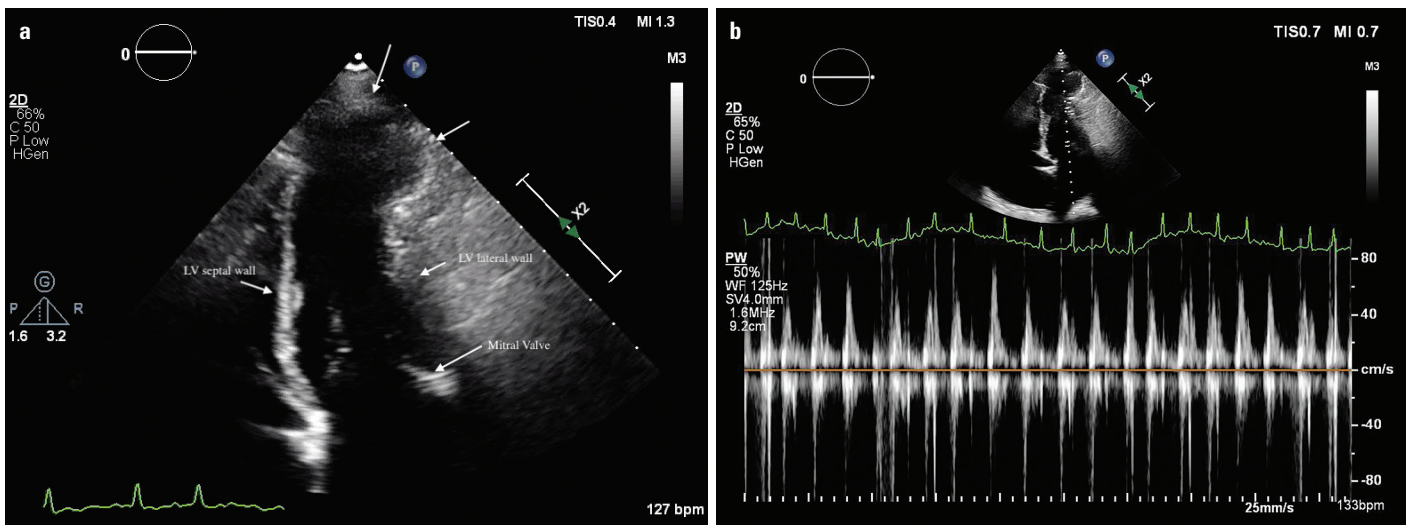 a
TIS0.4 MI 1.3
0
P
M3
2D
66%
C 50
P Low
HGen
X2
LV septal wall
LV lateral wall
G
P R
1.6 3.2
Mitral Valve
127 bpm
b
TIS0.7 MI 0.7
0
P
X2
M3
2D
65%
C 50
P Low
HGen
PW
50%
WF 125Hz
SV4.0mm
1.6MHz
9.2cm
80
40
cm/s
-40
-80
25mm/s
133bpm